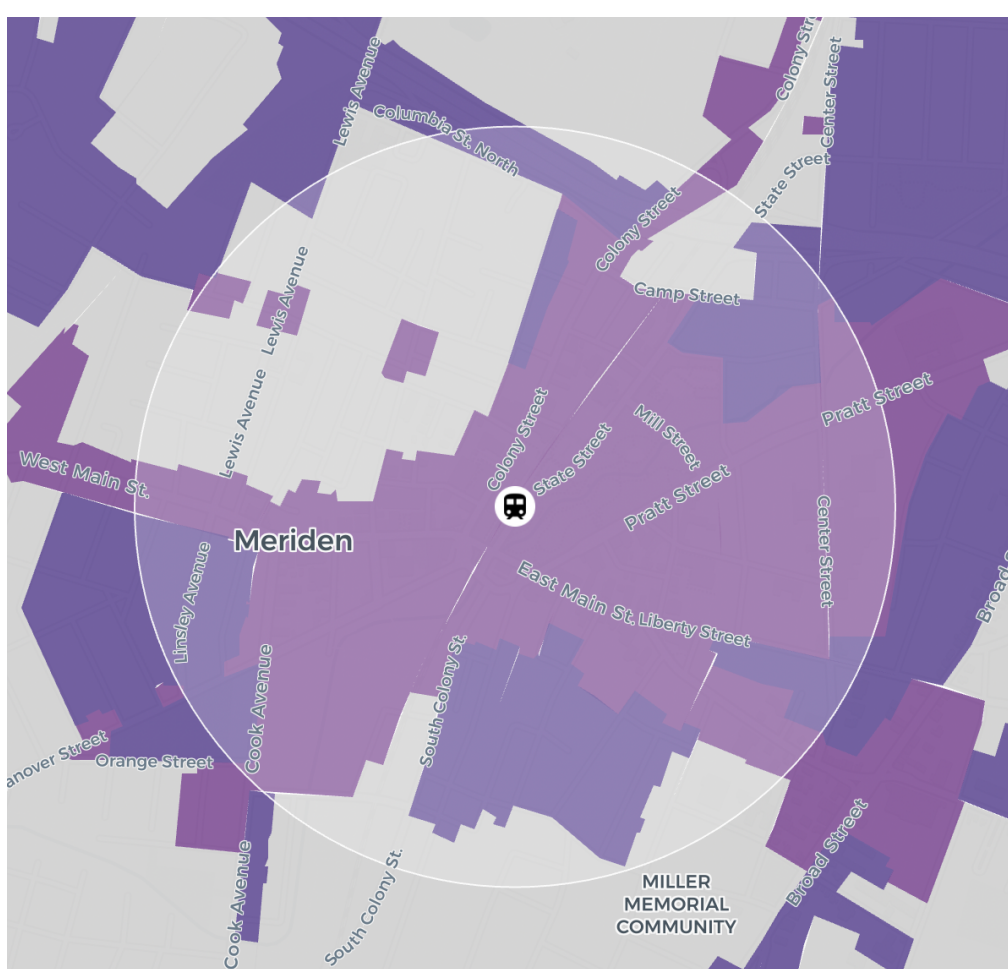 Colony Str
Center Street
Lewis Avenue
Columbia St. North
State Street
Colony Street
Lewis Avenue
Camp Street
Lewis Avenue
Colony Street
Mill Street
Pratt Street
State Street
West Main St.
Pratt Street
Meriden
Center Street
East Main St.
Liberty Street
Broad S
Linsley Avenue
South Colony St.
Cook Avenue
anover Street
Orange Street
Broad Street
Cook Avenue
South Colony St.
MILLER
MEMORIAL
COMMUNITY